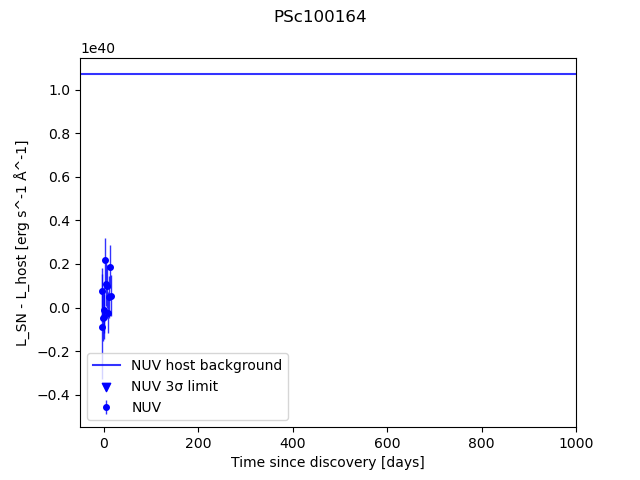 PSc100164
1e40
1.0
0.8
0.6
0.4
0.2
0.0
−0.2
−0.4
L_SN - L_host [erg s^-1 Å^-1]
NUV host background
NUV 3σ limit
NUV
0 200 400 600 800 1000
Time since discovery [days]